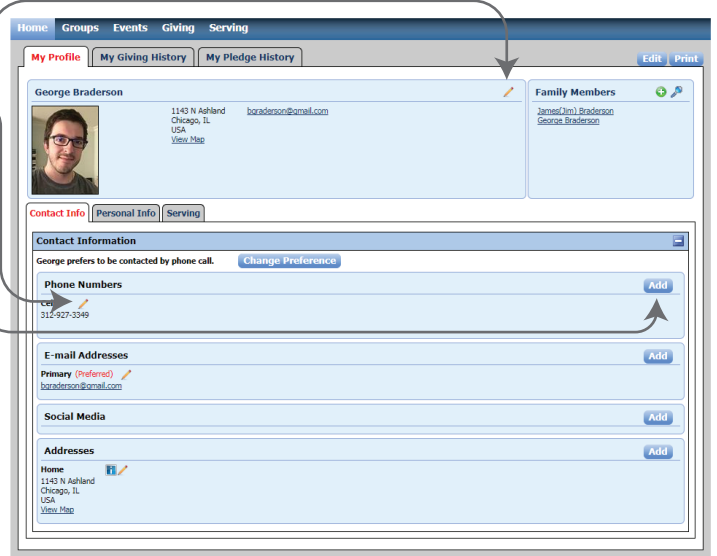 Home Groups Events Giving Serving
My Profile My Giving History My Pledge History Edit Print
George Braderson
1143 N Ashland
Chicago, IL
USA
View Map
bgraderson@gmail.com
Family Members
James(Jim) Braderson
George Braderson
Contact Info Personal Info Serving
Contact Information
George prefers to be contacted by phone call. Change Preference
Phone Numbers Add
312-927-3349
E-mail Addresses Add
Primary (Preferred)
bgraderson@gmail.com
Social Media Add
Addresses Add
Home
1143 N Ashland
Chicago, IL
USA
View Map